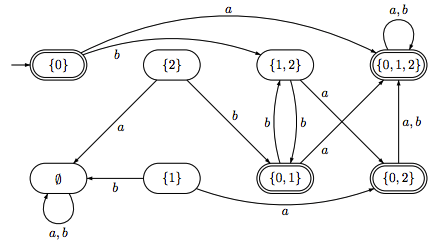 a
a, b
{0}
b
{2}
{1, 2}
{0, 1, 2}
a
b
b
b
a
a
a, b
∅
b
{1}
{0, 1}
{0, 2}
a
a, b